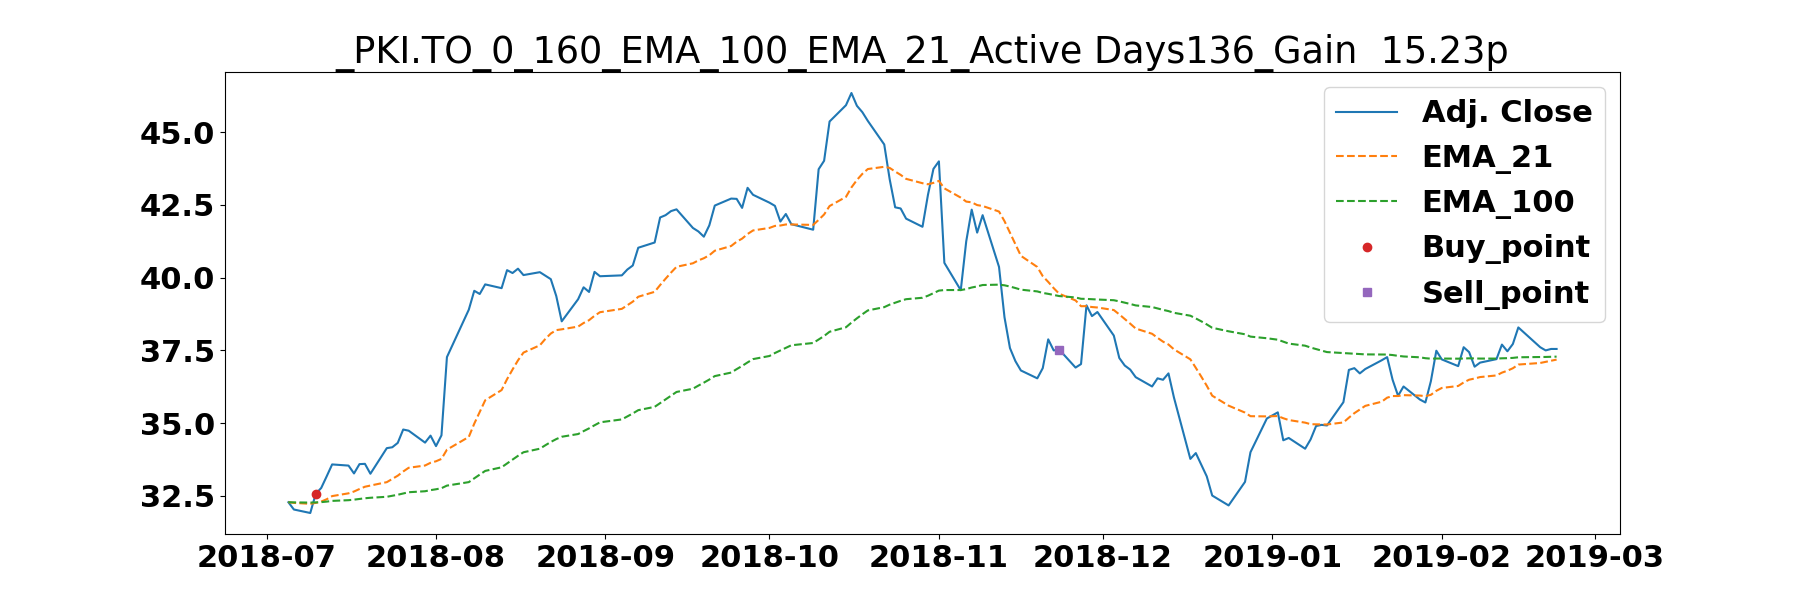 _PKI.TO_0_160_EMA_100_EMA_21_Active Days136_Gain  15.23p
45.0
42.5
40.0
37.5
35.0
32.5
Adj. Close
EMA_21
EMA_100
Buy_point
Sell_point
2018-07 2018-08 2018-09 2018-10 2018-11 2018-12 2019-01 2019-02 2019-03